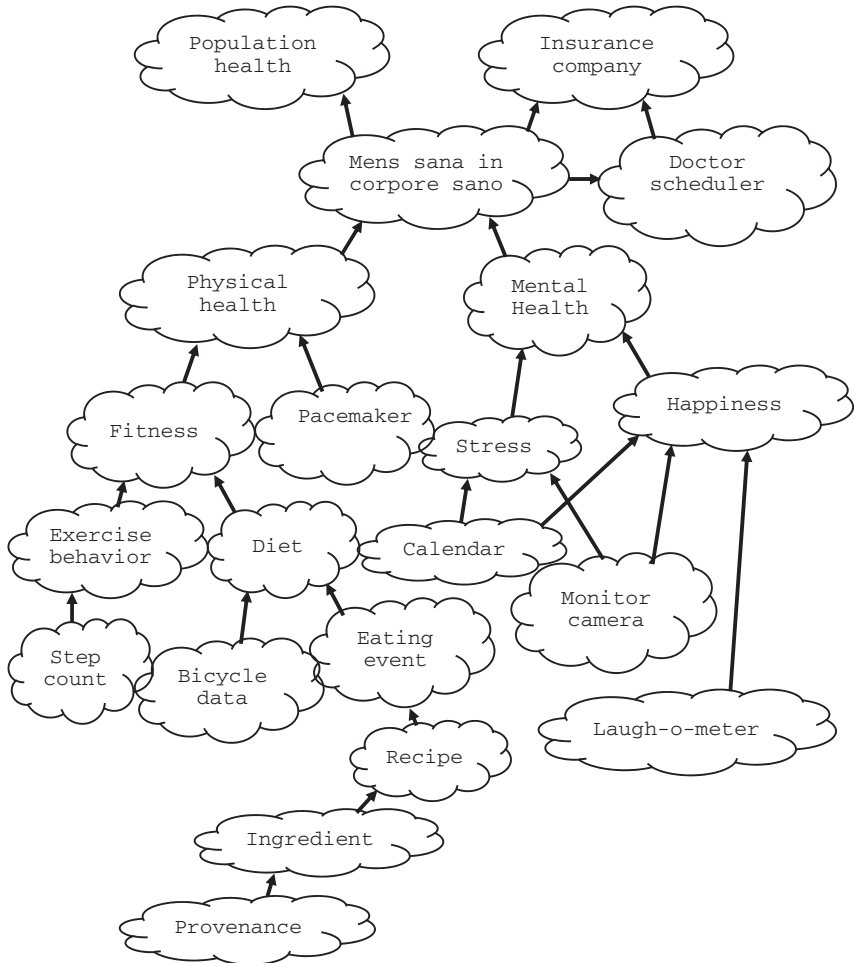 Population
health
Insurance
company
Mens sana in
corpore sano
Doctor
scheduler
Physical
health
Mental
Health
Fitness
Pacemaker
Stress
Happiness
Exercise
behavior
Diet
Calendar
Monitor
camera
Step
count
Bicycle
data
Eating
event
Laugh-o-meter
Recipe
Ingredient
Provenance